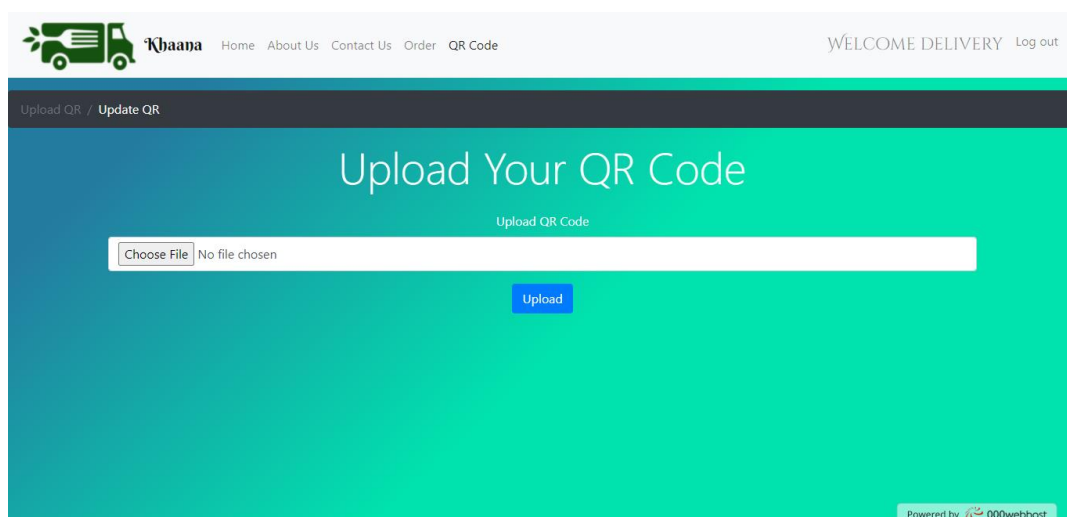 Khaana Home About Us Contact Us Order QR Code WELCOME DELIVERY Log out
Upload QR / Update QR
Upload Your QR Code
Upload QR Code
Choose File No file chosen
Upload
Powered by 000webhost